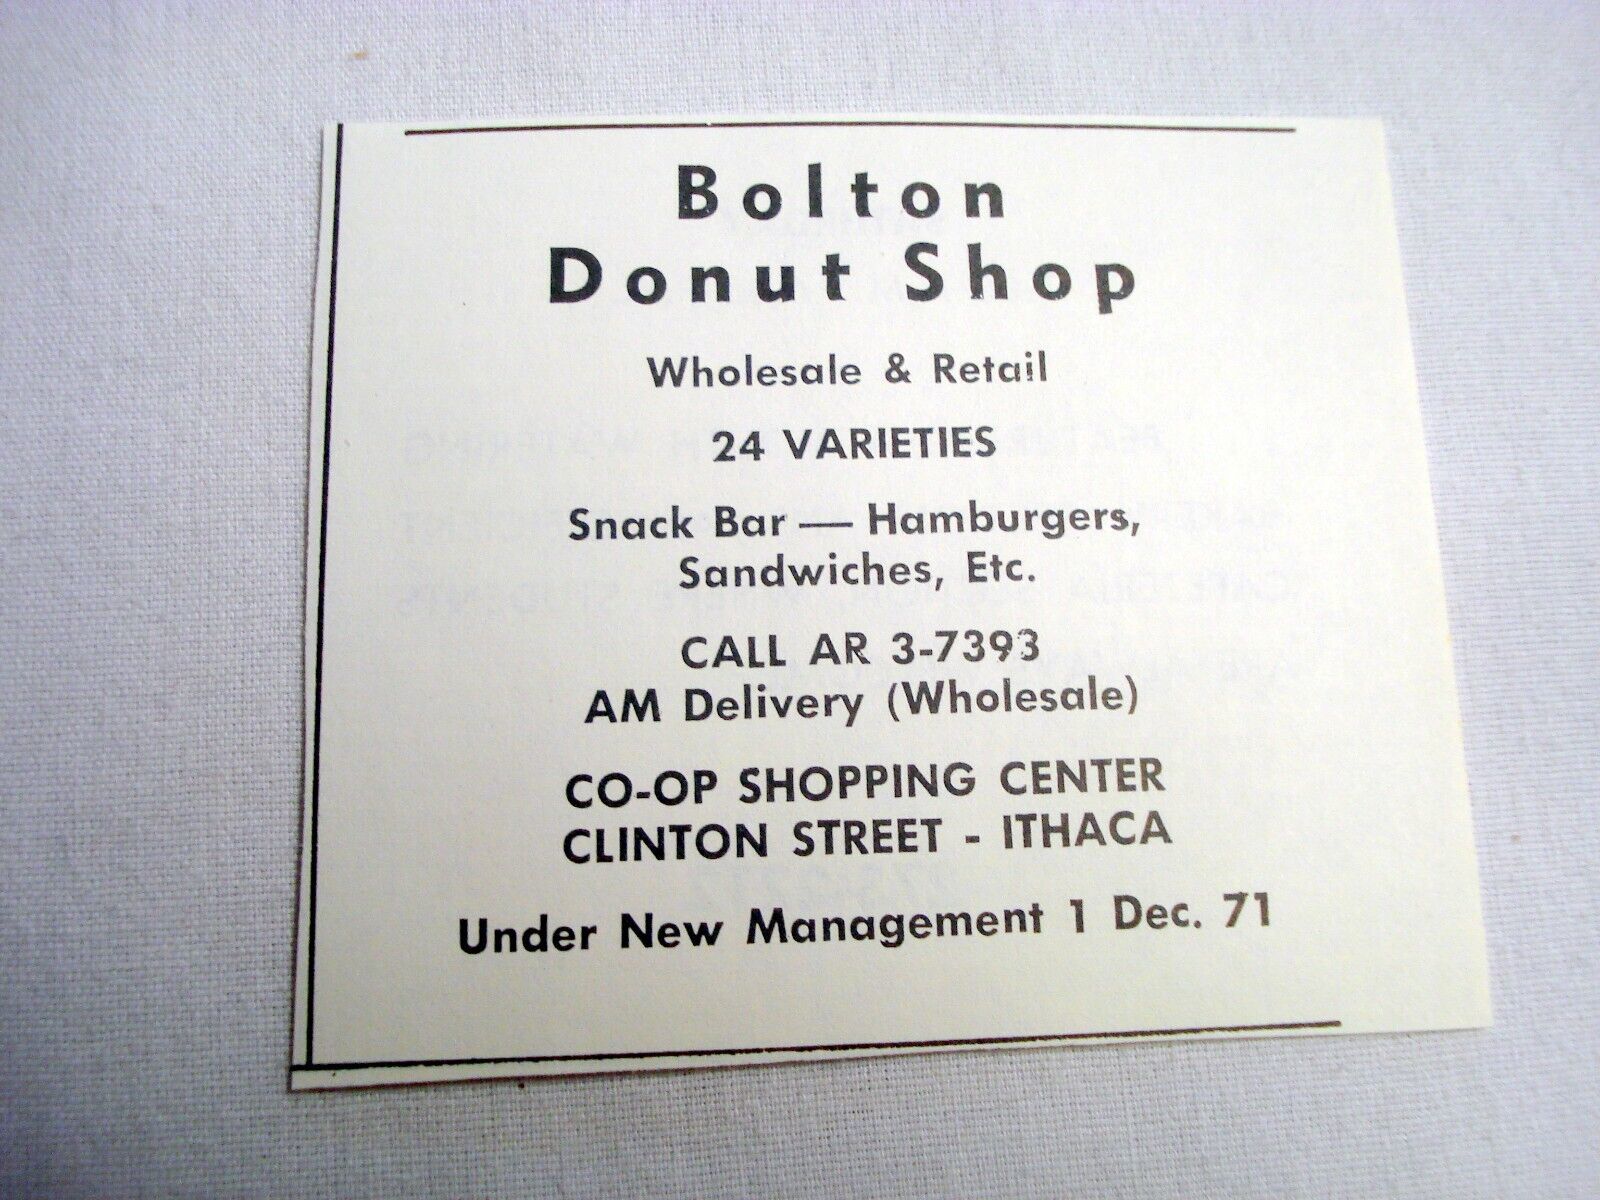 Bolton
Donut Shop
Wholesale & Retail
24 VARIETIES
Snack Bar — Hamburgers,
Sandwiches, Etc.
CALL AR 3-7393
AM Delivery (Wholesale)
CO-OP SHOPPING CENTER
CLINTON STREET - ITHACA
Under New Management 1 Dec. 71